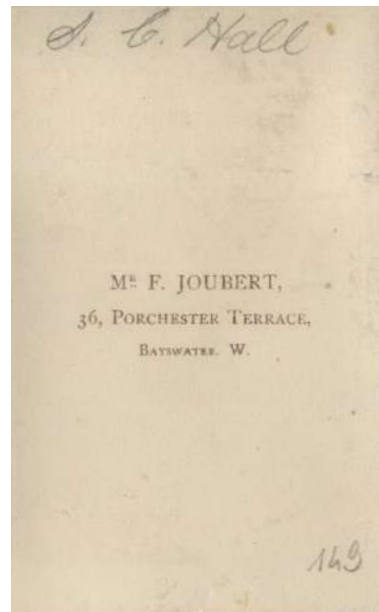 S. C. Hall
Mr F. JOUBERT,
36, PORCHESTER TERRACE,
BAYSWATER. W.
149